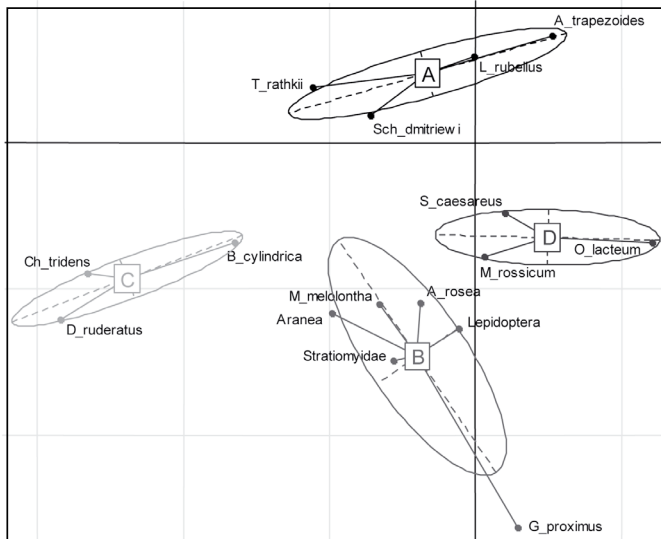 A_trapezoides
L_rubellus
A
T_rathkii
Sch_dmitriew i
S_caesareus
D
O_lacteum
M_rossicum
Ch_tridens
B_cylindrica
C
D_ruderatus
M_melolontha
A_rosea
Aranea
Lepidoptera
Stratiomyidae
B
G_proximus